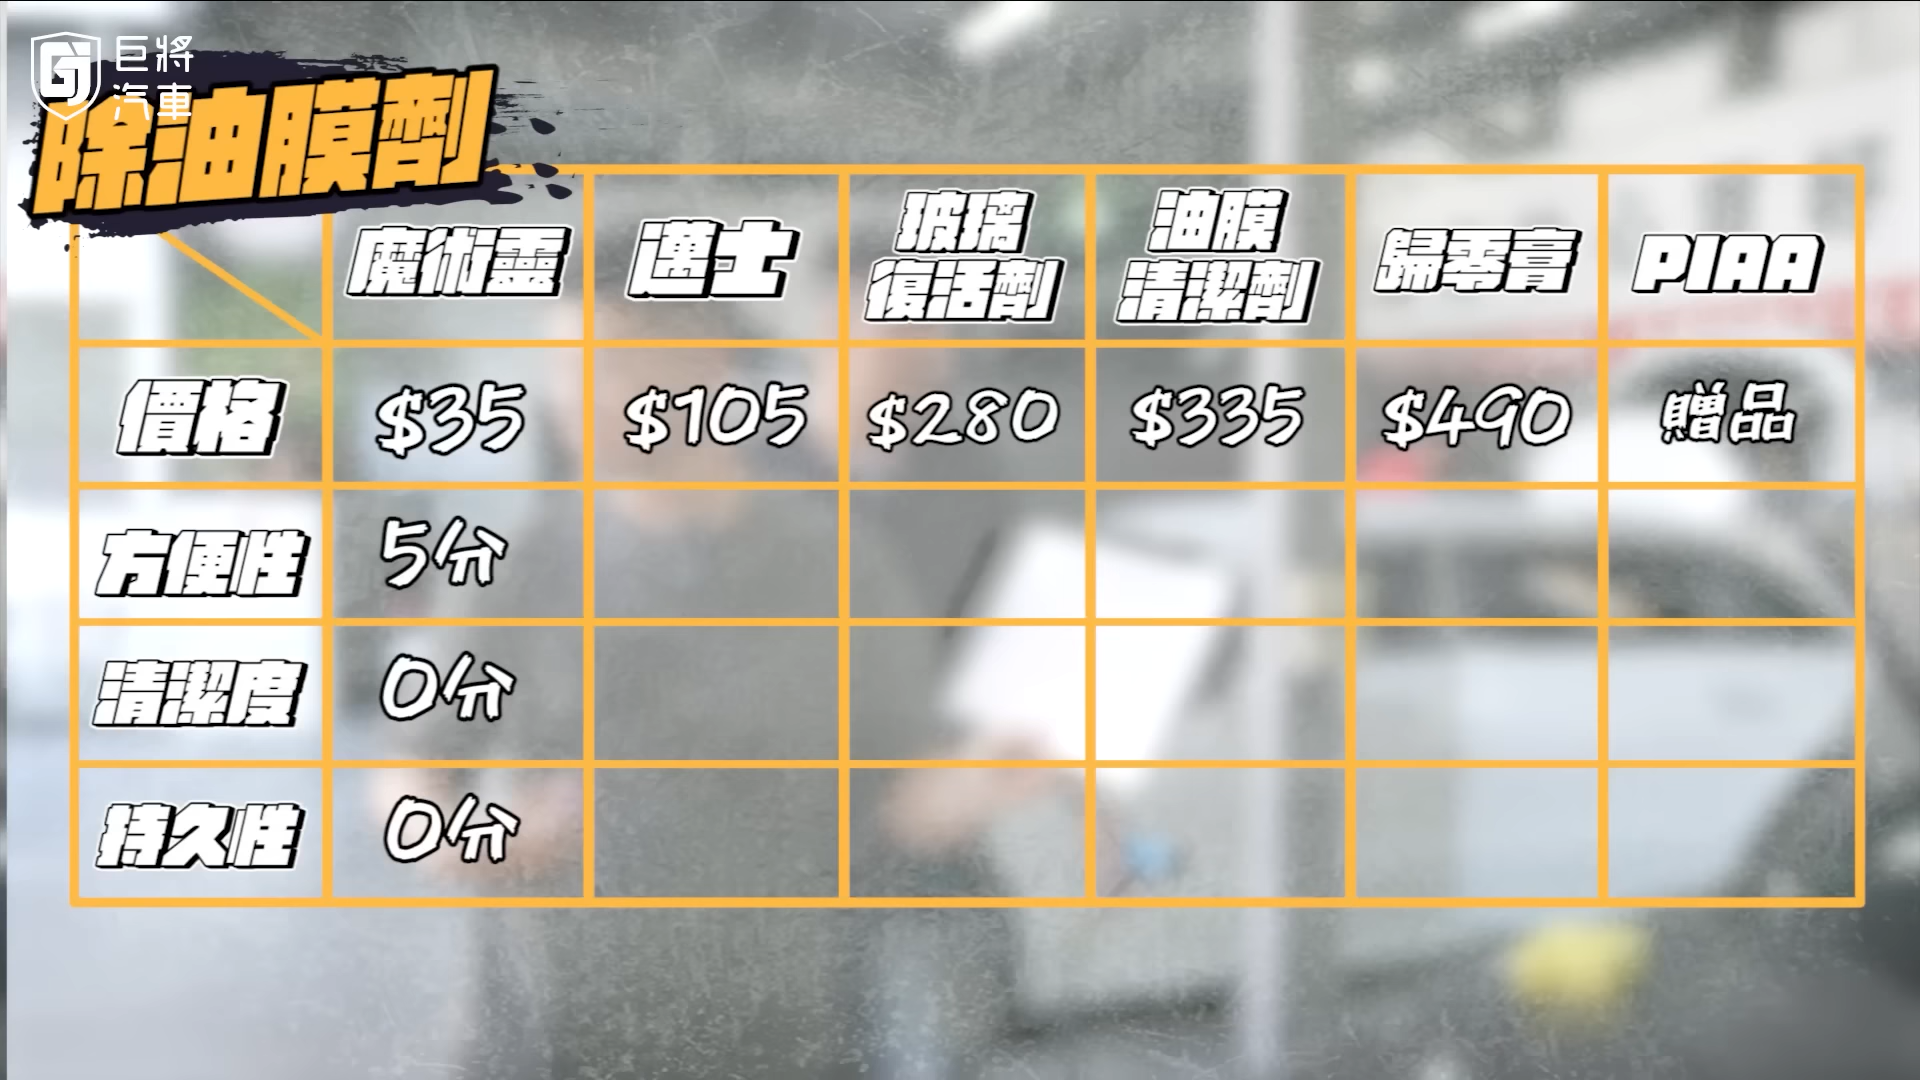 巨將
汽車
除油膜劑
魔術靈 邁士 玻璃復活劑 油膜清潔劑 歸零膏 PIAA
價格 $35 $105 $280 $335 $490 贈品
方便性 5分
清潔度 0分
持久性 0分